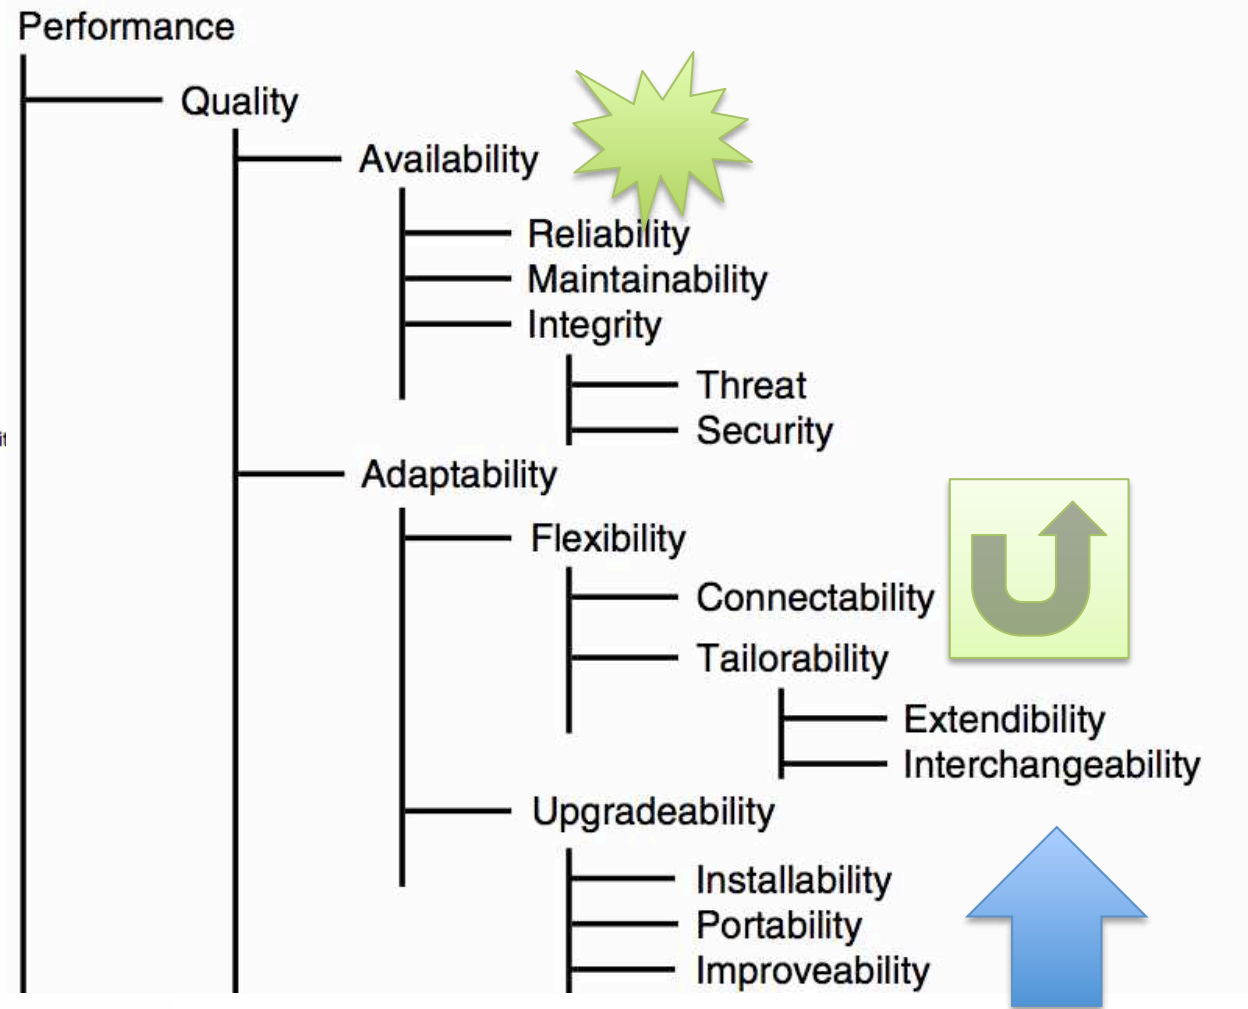 Performance
Quality
Availability
Reliability
Maintainability
Integrity
Threat
Security
Adaptability
Flexibility
Connectability
Tailorability
Extendibility
Interchangeability
Upgradeability
Installability
Portability
Improveability